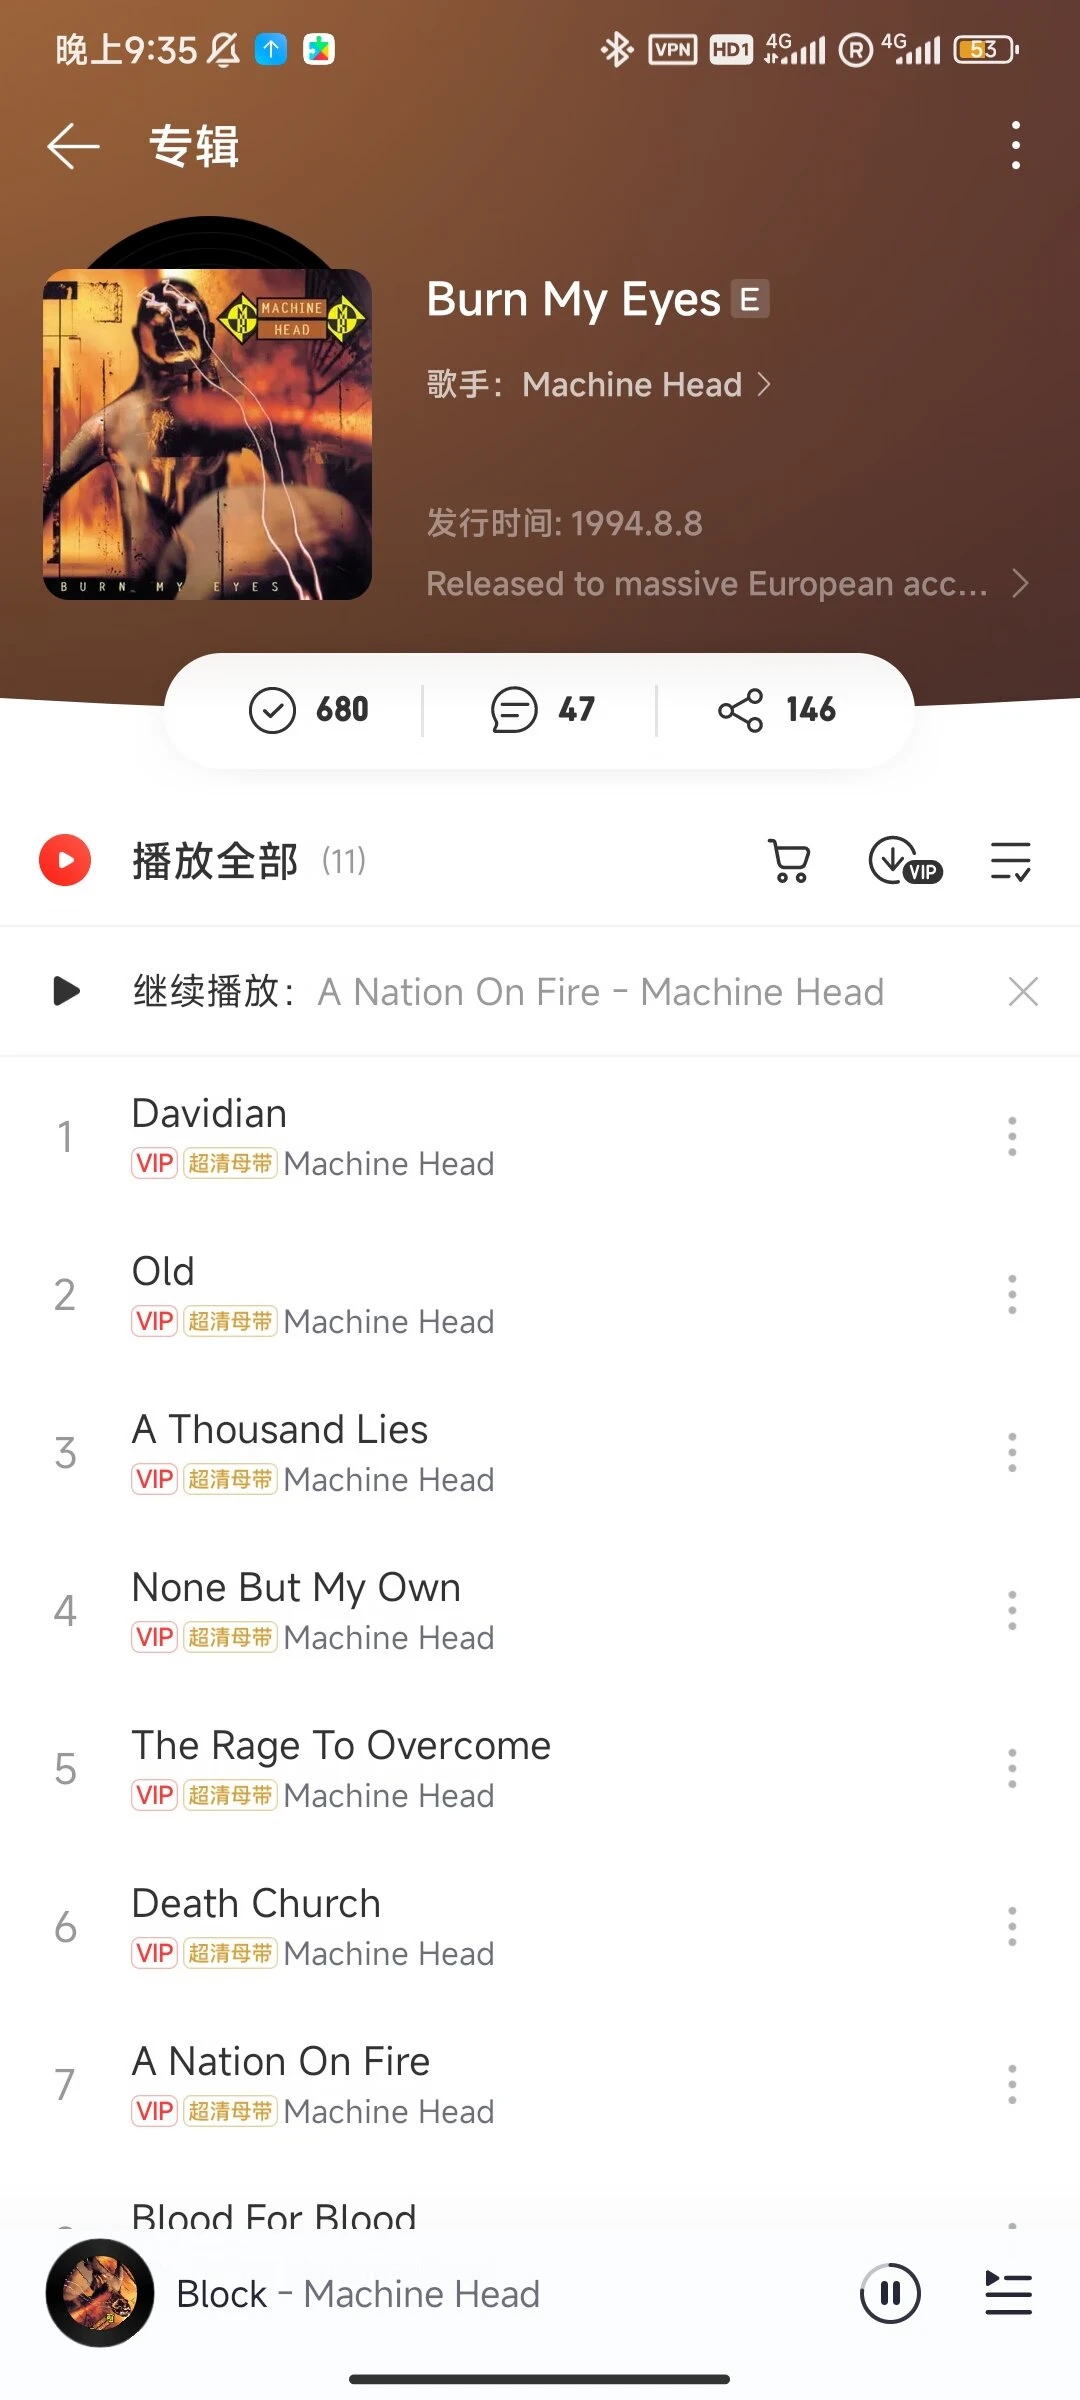 晚上9:35
VPN HD1 4G R 4G 53
专辑
MACHINE
HEAD
BURN MY EYES
Burn My Eyes E
歌手：Machine Head
发行时间: 1994.8.8
Released to massive European acc...
680
47
146
播放全部 (11)
VIP
继续播放： A Nation On Fire - Machine Head
1
Davidian
VIP 超清母带 Machine Head
2
Old
VIP 超清母带 Machine Head
3
A Thousand Lies
VIP 超清母带 Machine Head
4
None But My Own
VIP 超清母带 Machine Head
5
The Rage To Overcome
VIP 超清母带 Machine Head
6
Death Church
VIP 超清母带 Machine Head
7
A Nation On Fire
VIP 超清母带 Machine Head
Blood For Blood
Block - Machine Head